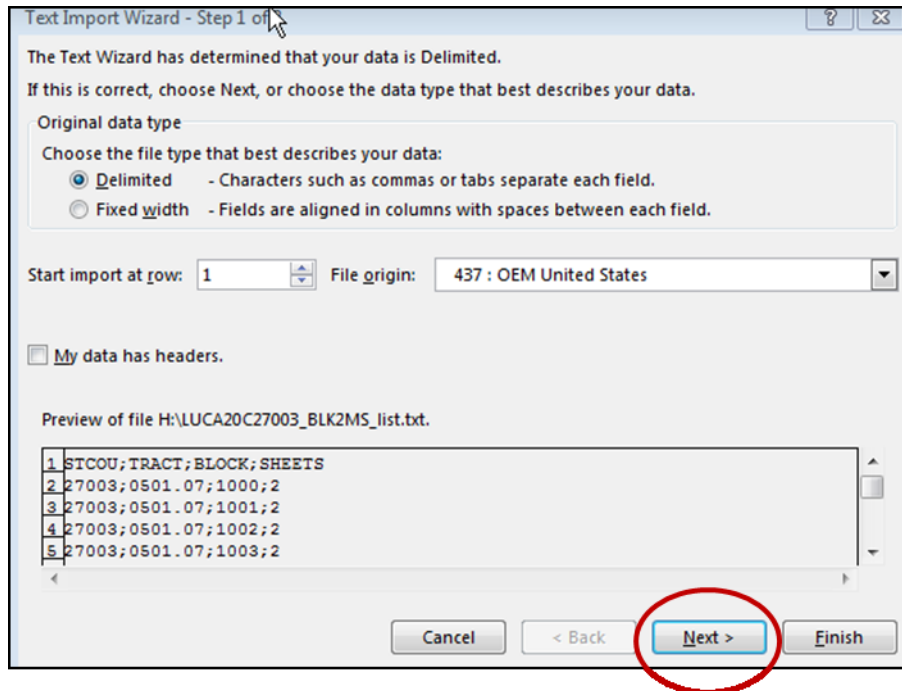 Text Import Wizard - Step 1 of
The Text Wizard has determined that your data is Delimited.
If this is correct, choose Next, or choose the data type that best describes your data.
Original data type
Choose the file type that best describes your data:
Delimited - Characters such as commas or tabs separate each field.
Fixed width - Fields are aligned in columns with spaces between each field.
Start import at row: 1 File origin: 437 : OEM United States
My data has headers.
Preview of file H:\LUCA20C27003_BLK2MS_list.txt.
1 STCOU;TRACT;BLOCK;SHEETS
2 27003;0501.07;1000;2
3 27003;0501.07;1001;2
4 27003;0501.07;1002;2
5 27003;0501.07;1003;2
Cancel < Back Next > Finish